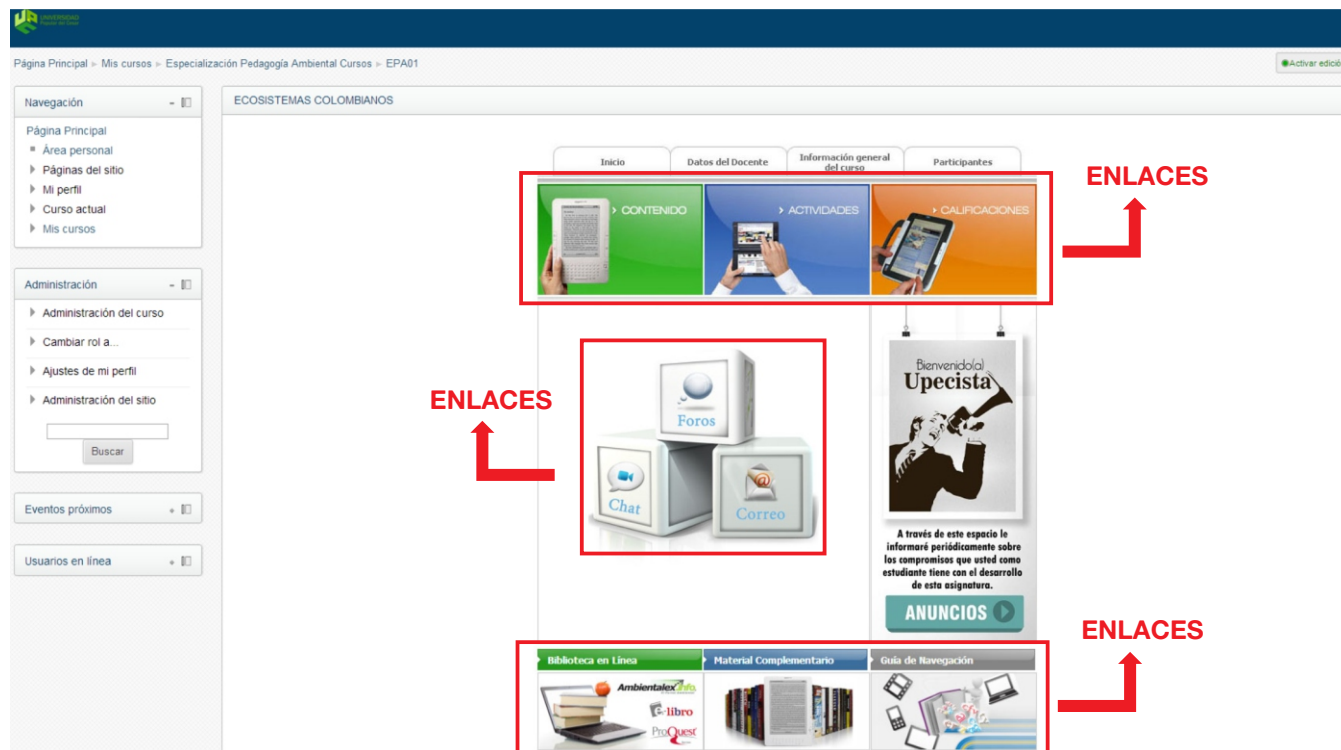 UNIVERSIDAD
Popular del Cesar
Página Principal ▸ Mis cursos ▸ Especialización Pedagogía Ambiental Cursos ▸ EPA01
Activar edició
Navegación
Página Principal
Área personal
Páginas del sitio
Mi perfil
Curso actual
Mis cursos
Administración
Administración del curso
Cambiar rol a...
Ajustes de mi perfil
Administración del sitio
Buscar
Eventos próximos
Usuarios en línea
ECOSISTEMAS COLOMBIANOS
Inicio
Datos del Docente
Información general
del curso
Participantes
› CONTENIDO
› ACTIVIDADES
› CALIFICACIONES
ENLACES
ENLACES
Foros
Chat
Correo
Bienvenido(a)
Upecista
A través de este espacio le
informaré periódicamente sobre
los compromisos que usted como
estudiante tiene con el desarrollo
de esta asignatura.
ANUNCIOS
ENLACES
Biblioteca en Línea
Material Complementario
Guía de Navegación
Ambientalex.info
e-libro
ProQuest